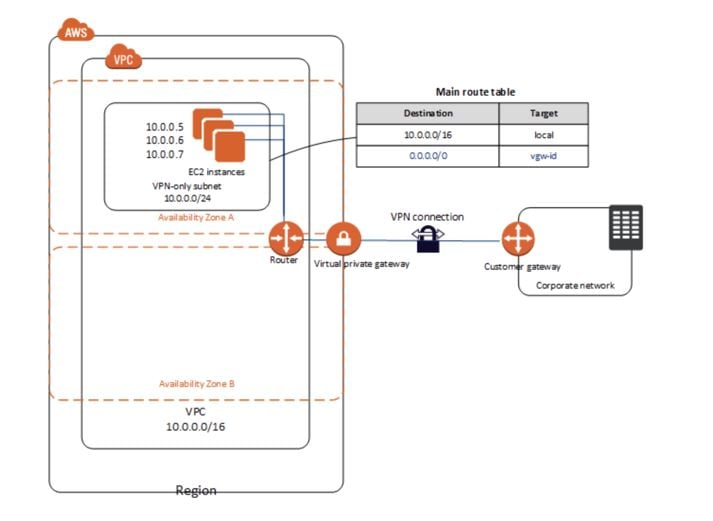 AWS
VPC
Main route table
Destination Target
10.0.0.0/16 local
0.0.0.0/0 vgw-id
10.0.0.5
10.0.0.6
10.0.0.7
EC2 instances
VPN-only subnet
10.0.0.0/24
Availability Zone A
VPN connection
Router
Virtual private gateway
Customer gateway
Corporate network
Availability Zone B
VPC
10.0.0.0/16
Region